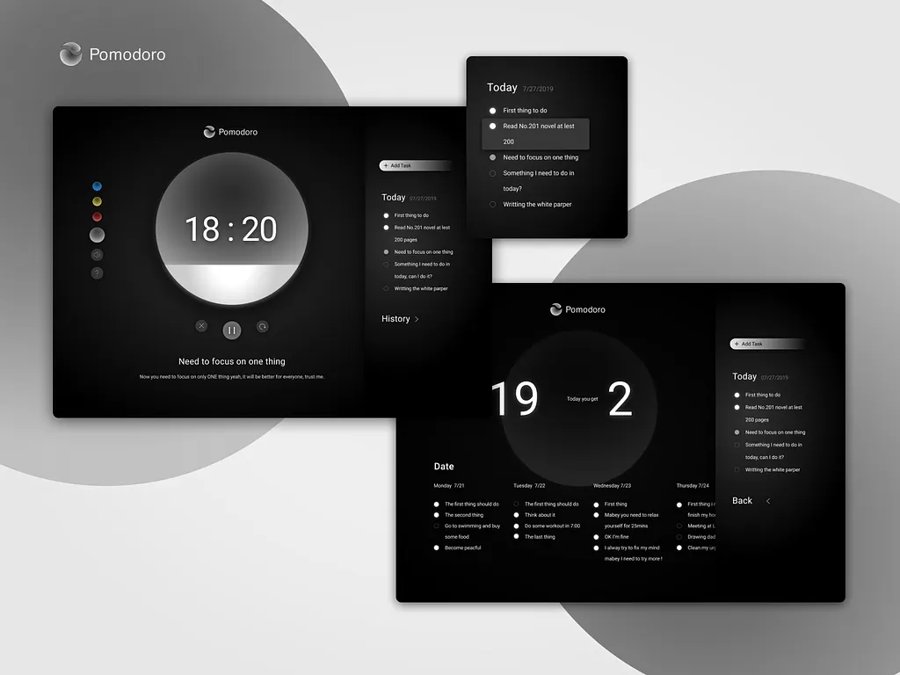 Pomodoro
Pomodoro
18 : 20
Need to focus on one thing
Now you need to focus on only ONE thing yeah, it will be better for everyone, trust me.
+ Add Task
Today 07/27/2019
First thing to do
Read No.201 novel at lest
200 pages
Need to focus on one thing
Something I need to do in
today, can I do it?
Writting the white parper
History >
Today 7/27/2019
First thing to do
Read No.201 novel at lest
200
Need to focus on one thing
Something I need to do in
today?
Writting the white parper
Pomodoro
19 Today you get 2
Date
Monday 7/21
The first thing should do
The second thing
Go to swimming and buy
some food
Become peacful
Tuesday 7/22
The first thing should do
Think about it
Do some workout in 7:00
The last thing
Wednesday 7/23
First thing
Mabey you need to relax
yourself for 25mins
OK I'm fine
I alway try to fix my mind
mabey I need to try more !
Thursday 7/24
First thing i
finish my ho
Meeting at
Drawing dad
Clean my
+ Add Task
Today 07/27/2019
First thing to do
Read No.201 novel at lest
200 pages
Need to focus on one thing
Something I need to do in
today, can I do it?
Writting the white parper
Back <